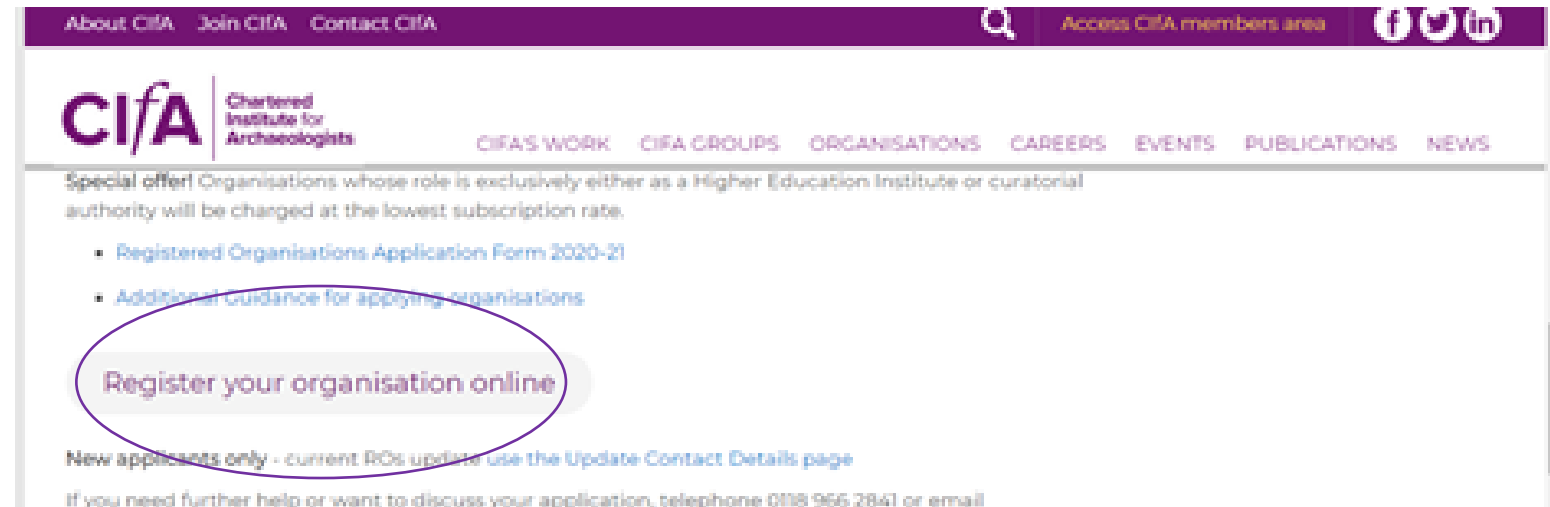 About CIfA Join CIfA Contact CIfA Access CIfA members area
CIfA Chartered
Institute for
Archaeologists
CIFA'S WORK CIFA GROUPS ORGANISATIONS CAREERS EVENTS PUBLICATIONS NEWS
Special offer! Organisations whose role is exclusively either as a Higher Education Institute or curatorial
authority will be charged at the lowest subscription rate.
• Registered Organisations Application Form 2020-21
• Additional Guidance for applying organisations
Register your organisation online
New applicants only - current ROs update use the Update Contact Details page
If you need further help or want to discuss your application, telephone 0118 966 2841 or email